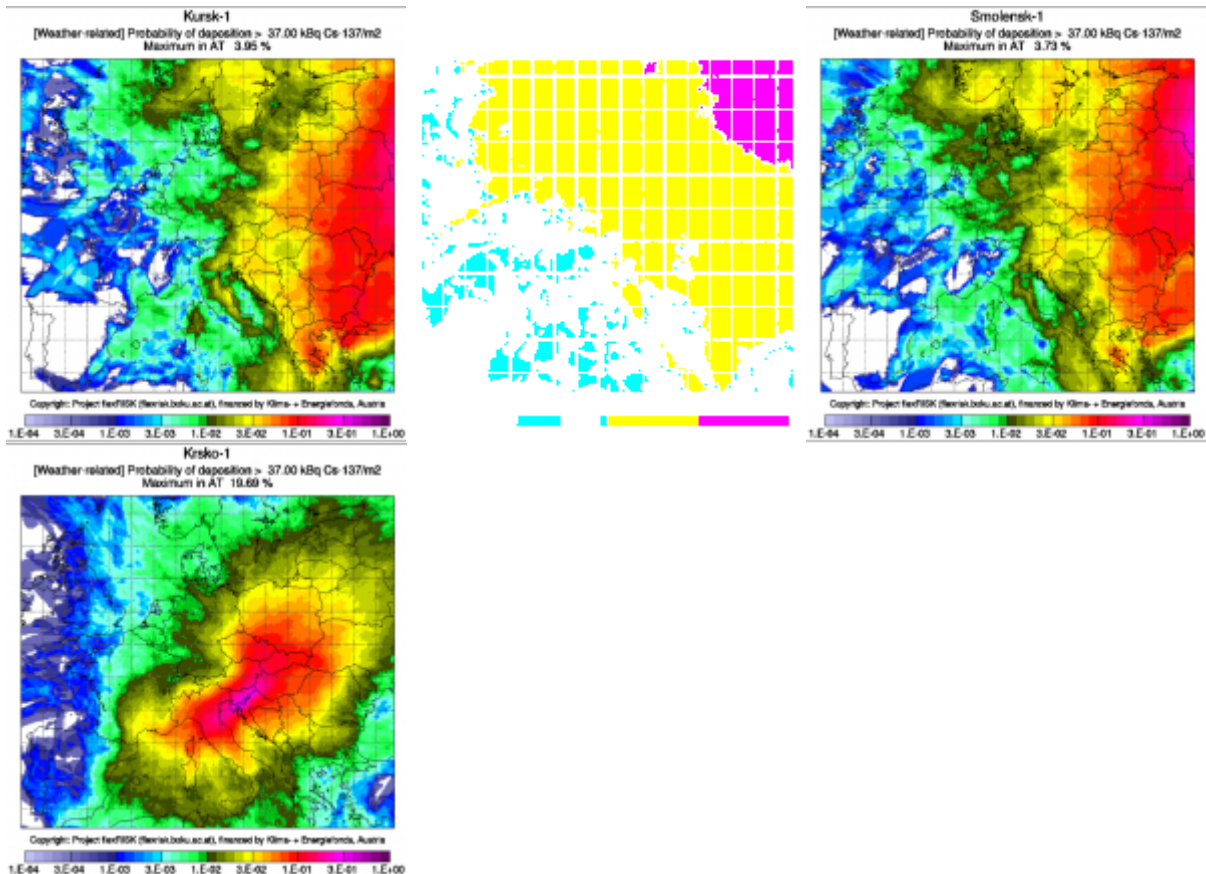 Kursk-1
[Weather-related] Probability of deposition > 37.00 kBq Cs-137/m2
Maximum in AT 3.95 %
Copyright: Project flexRISK (flexrisk.boku.ac.at), financed by Klima- + Energiefonds, Austria
1.E-04 3.E-04 1.E-03 3.E-03 1.E-02 3.E-02 1.E-01 3.E-01 1.E+00
Smolensk-1
[Weather-related] Probability of deposition > 37.00 kBq Cs-137/m2
Maximum in AT 3.73 %
Copyright: Project flexRISK (flexrisk.boku.ac.at), financed by Klima- + Energiefonds, Austria
1.E-04 3.E-04 1.E-03 3.E-03 1.E-02 3.E-02 1.E-01 3.E-01 1.E+00
Krsko-1
[Weather-related] Probability of deposition > 37.00 kBq Cs-137/m2
Maximum in AT 19.69 %
Copyright: Project flexRISK (flexrisk.boku.ac.at), financed by Klima- + Energiefonds, Austria
1.E-04 3.E-04 1.E-03 3.E-03 1.E-02 3.E-02 1.E-01 3.E-01 1.E+00